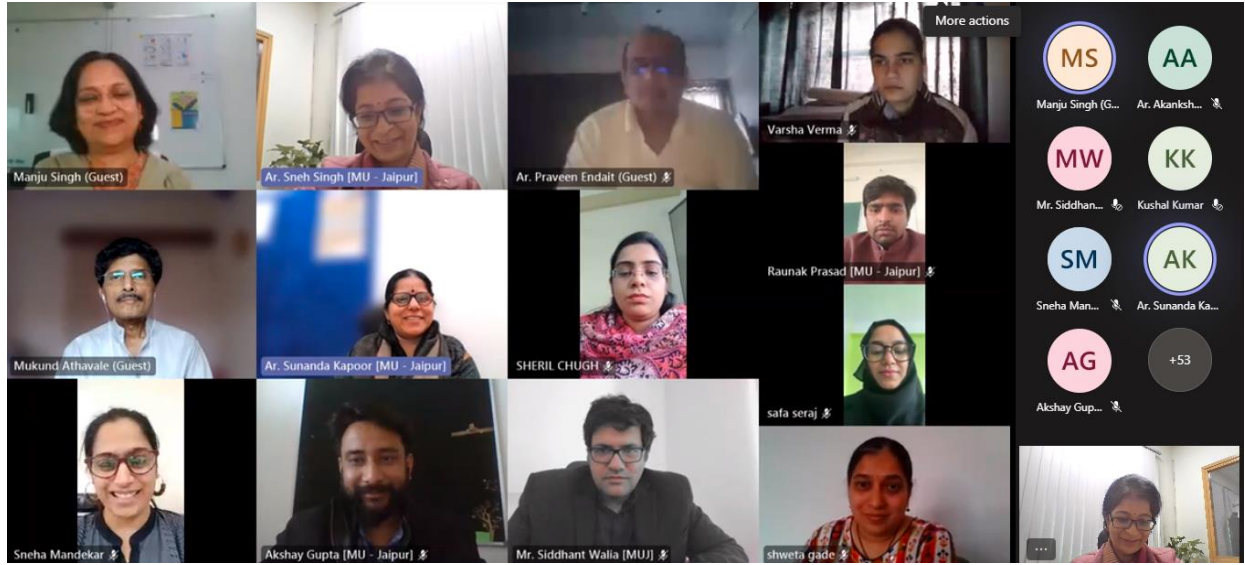 More actions
Manju Singh (Guest)
Ar. Sneh Singh [MU - Jaipur]
Ar. Praveen Endait (Guest)
Varsha Verma
Raunak Prasad [MU - Jaipur]
Mukund Athavale (Guest)
Ar. Sunanda Kapoor [MU - Jaipur]
SHERIL CHUGH
safa seraj
Sneha Mandekar
Akshay Gupta [MU - Jaipur]
Mr. Siddhant Walia [MUJ]
shweta gade
MS
AA
Manju Singh (G...
Ar. Akanksh...
MW
KK
Mr. Siddhan...
Kushal Kumar
SM
AK
Sneha Man...
Ar. Sunanda Ka...
AG
+53
Akshay Gup...
...